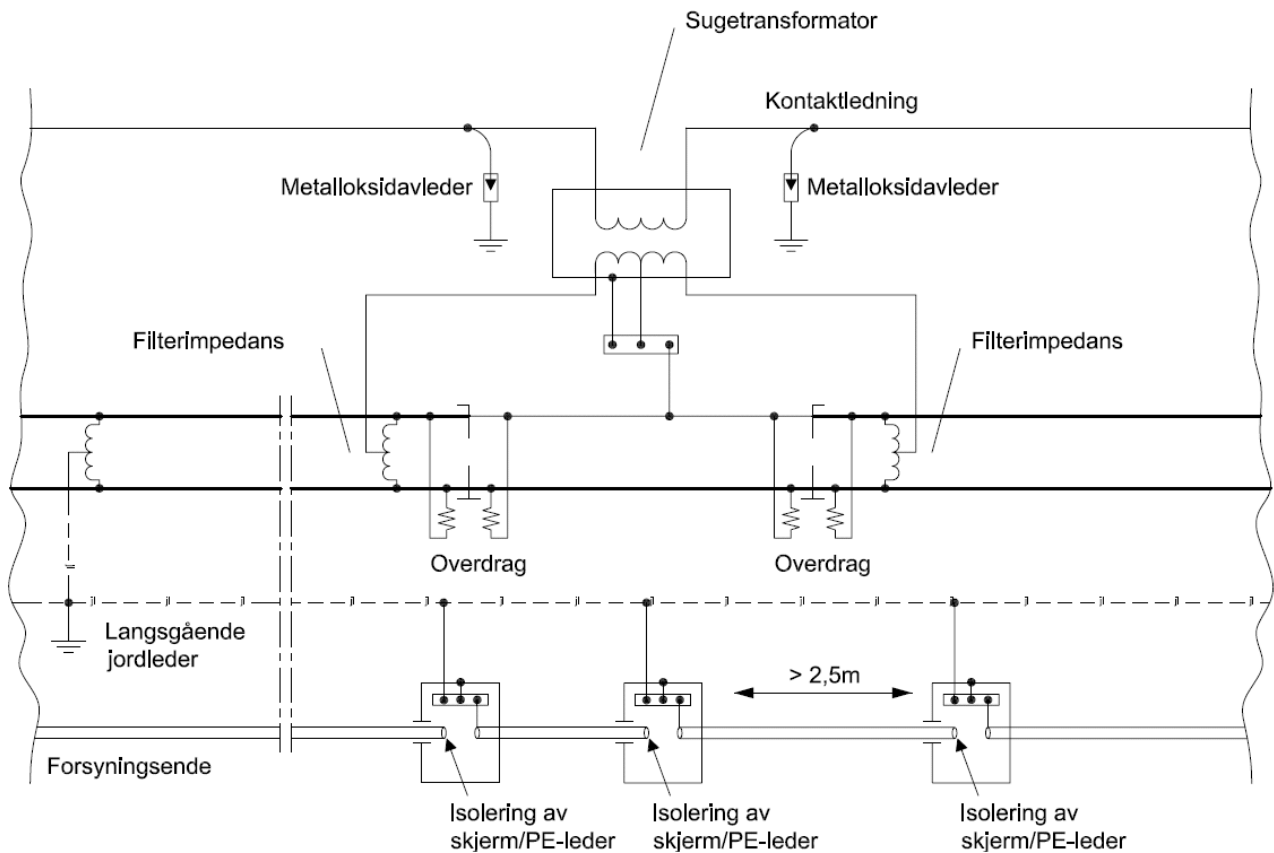 Sugetransformator
Kontaktledning
Metalloksidavleder
Metalloksidavleder
Filterimpedans
Filterimpedans
Overdrag
Overdrag
Langsgående
jordleder
> 2,5m
Forsyningsende
Isolering av
skjerm/PE-leder
Isolering av
skjerm/PE-leder
Isolering av
skjerm/PE-leder